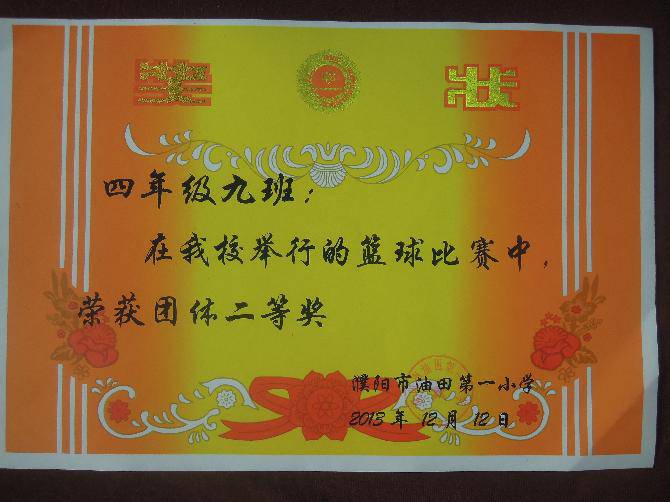 奖 状
四年级九班：
在我校举行的篮球比赛中，
荣获团体二等奖
濮阳市油田第一小学
2013年12月12日